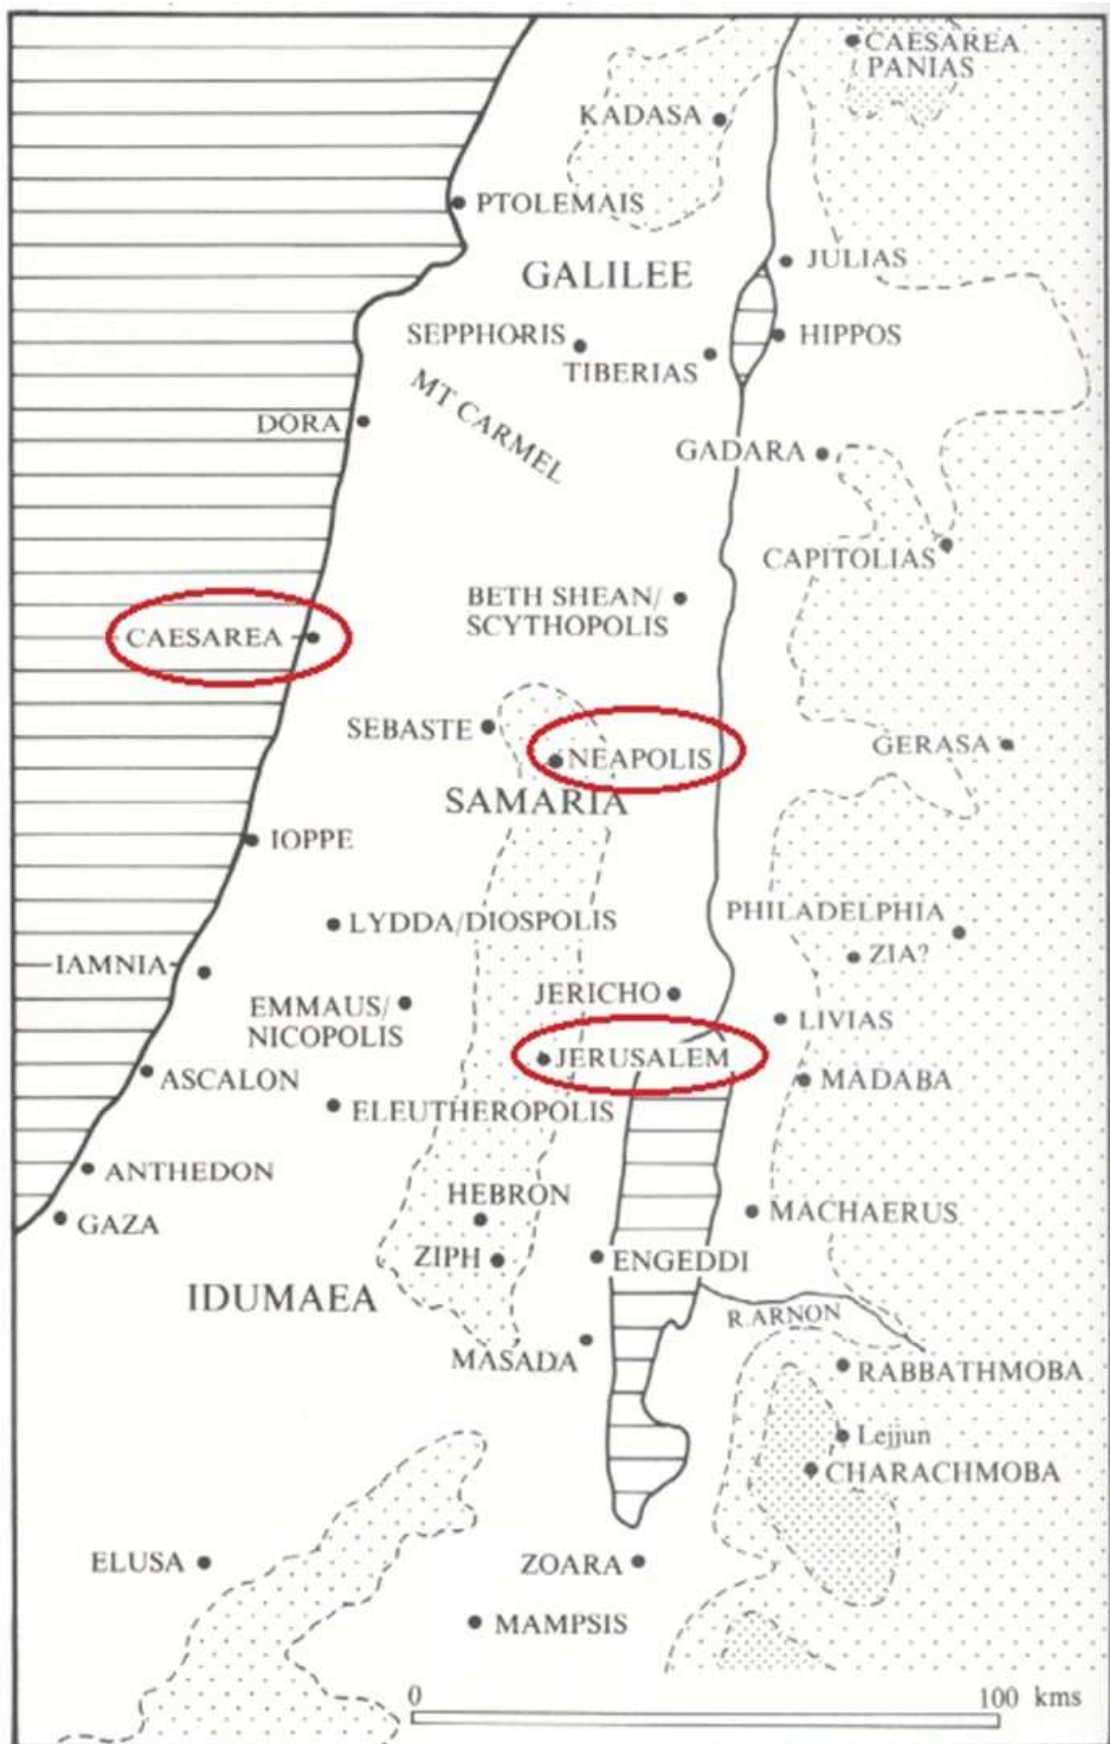 CAESAREA
PANIAS
KADASA
PTOLEMAIS
GALILEE
JULIAS
SEPPHORIS
HIPPOS
TIBERIAS
MT CARMEL
DORA
GADARA
CAPITOLIAS
BETH SHEAN/
SCYTHOPOLIS
CAESAREA
SEBASTE
NEAPOLIS
GERASA
SAMARIA
IOPPE
PHILADELPHIA
LYDDA/DIOSPOLIS
ZIA?
IAMNIA
JERICHO
EMMAUS/
NICOPOLIS
LIVIAS
JERUSALEM
ASCALON
MADABA
ELEUTHEROPOLIS
ANTHEDON
HEBRON
MACHAERUS
GAZA
ZIPH
ENGEDDI
IDUMAEA
R.ARNON
MASADA
RABBATHMOBA
Lejjun
CHARACHMOBA
ELUSA
ZOARA
MAMPSIS
0
100 kms